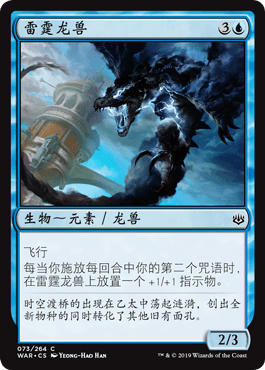 雷霆龙兽 3
生物～元素／龙兽
飞行
每当你施放每回合中你的第二个咒语时，
在雷霆龙兽上放置一个+1/+1指示物。
时空渡桥的出现在乙太中荡起涟漪，创出全
新物种的同时转化了其他旧有面孔。
2/3
073/264 C
WAR • CS Yeong-Hao Han
™ & © 2019 Wizards of the Coast